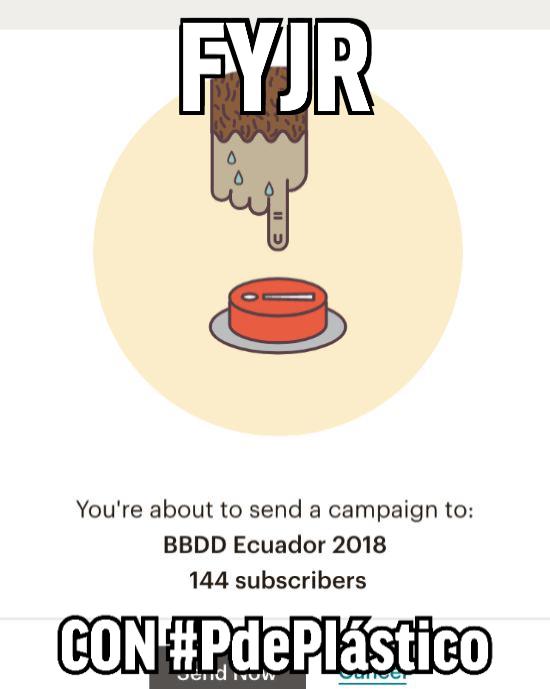 FYJR
You're about to send a campaign to:
BBDD Ecuador 2018
144 subscribers
CON #PdePlástico
Send Now Cancel